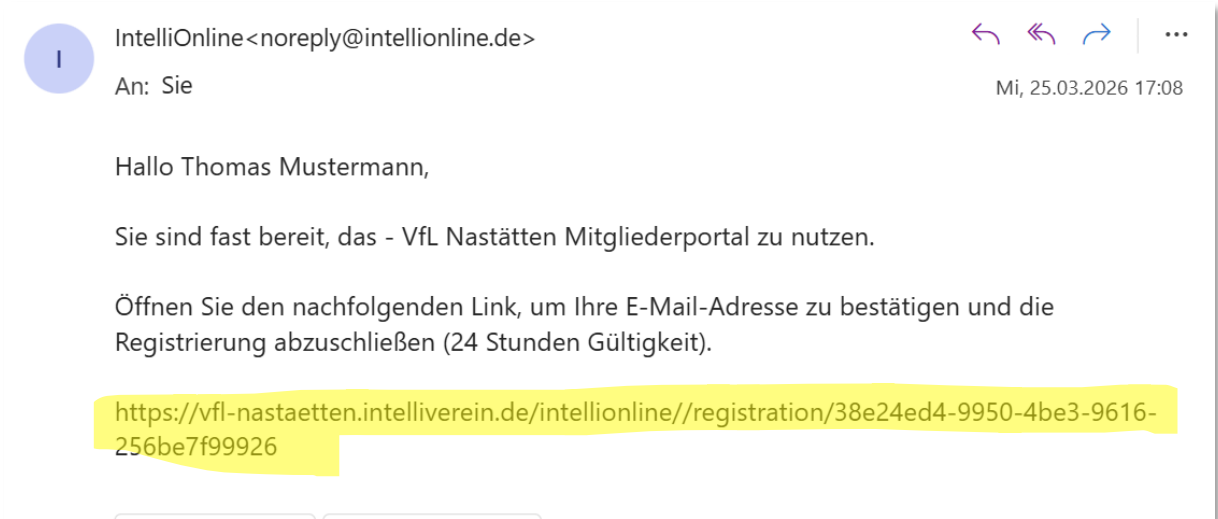 I
IntelliOnline<noreply@intellionline.de>
An: Sie
Mi, 25.03.2026 17:08
Hallo Thomas Mustermann,
Sie sind fast bereit, das - VfL Nastätten Mitgliederportal zu nutzen.
Öffnen Sie den nachfolgenden Link, um Ihre E-Mail-Adresse zu bestätigen und die
Registrierung abzuschließen (24 Stunden Gültigkeit).
https://vfl-nastaetten.intelliverein.de/intellionline//registration/38e24ed4-9950-4be3-9616-
256be7f99926